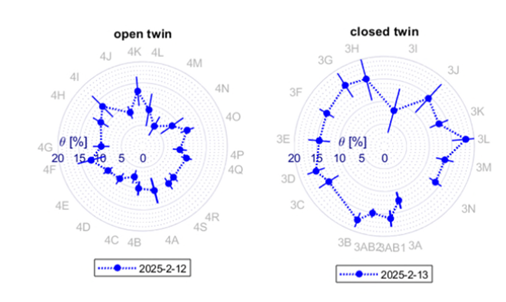 open twin
closed twin
4K 4L
4J
4M
4I
4N
4H
4O
4G
θ [%]
20 15 10 5 0
4P
4F
4Q
4E
4R
4D
4S
4C 4B 4A
2025-2-12
3H
3I
3G
3J
3F
3K
3E
θ [%]
3L
20 15 10 5 0
3M
3D
3C
3N
3B 3AB2 3AB1 3A
2025-2-13